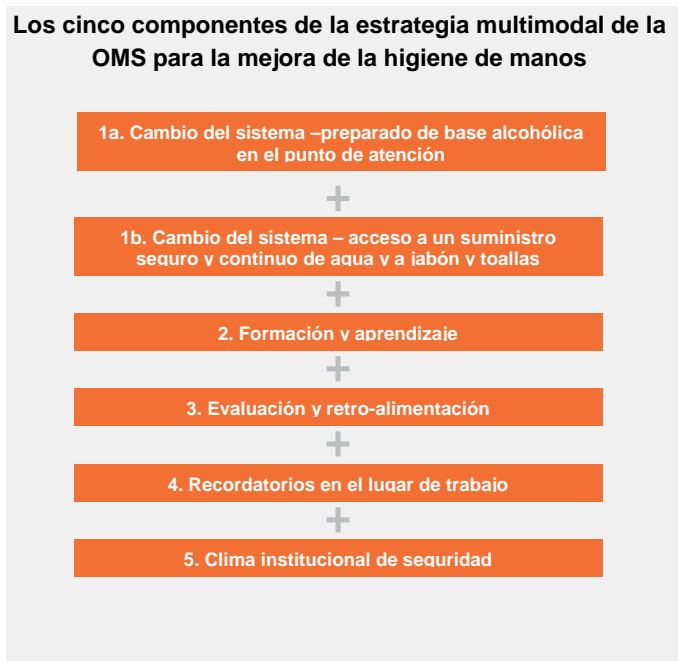 Los cinco componentes de la estrategia multimodal de la
OMS para la mejora de la higiene de manos
1a. Cambio del sistema –preparado de base alcohólica
en el punto de atención
+
1b. Cambio del sistema – acceso a un suministro
seguro y continuo de agua y a jabón y toallas
+
2. Formación y aprendizaje
+
3. Evaluación y retro-alimentación
+
4. Recordatorios en el lugar de trabajo
+
5. Clima institucional de seguridad